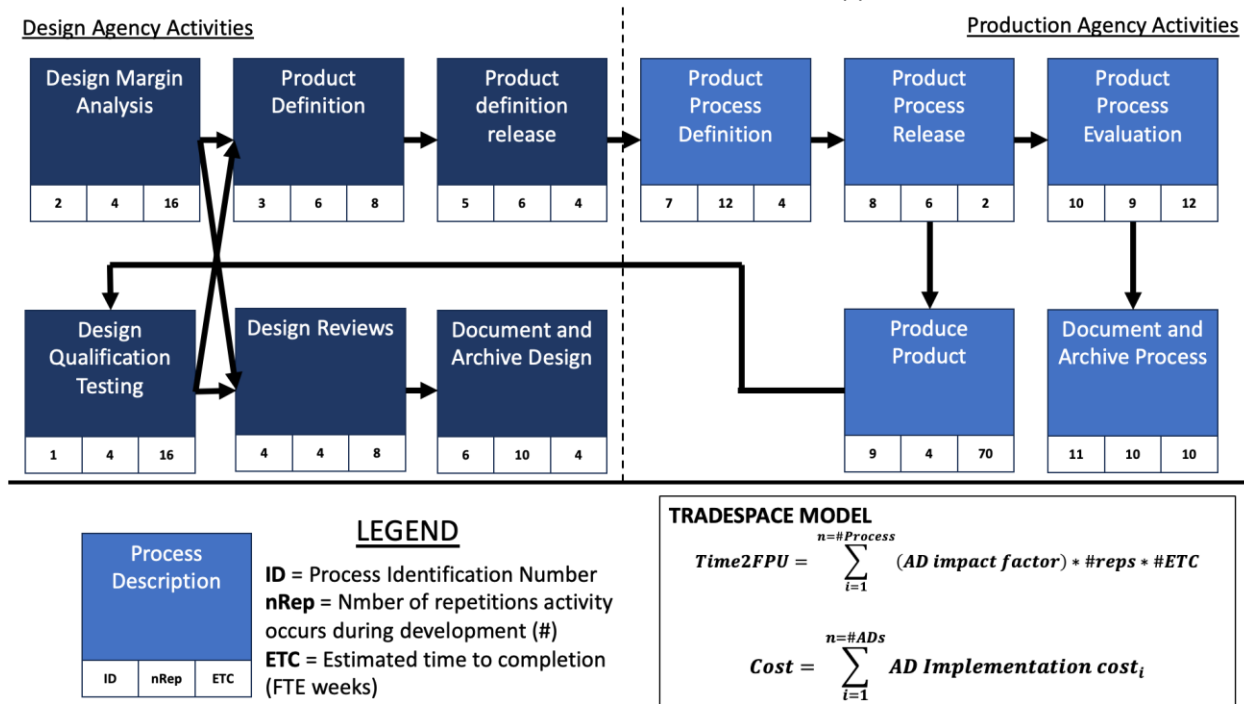 Design Agency Activities
Production Agency Activities
Design Margin
Analysis
2 4 16
Product
Definition
3 6 8
Product
definition
release
5 6 4
Product
Process
Definition
7 12 4
Product
Process
Release
8 6 2
Product
Process
Evaluation
10 9 12
Design
Qualification
Testing
1 4 16
Design Reviews
4 4 8
Document and
Archive Design
6 10 4
Produce
Product
9 4 70
Document and
Archive Process
11 10 10
Process
Description
ID nRep ETC
LEGEND
ID = Process Identification Number
nRep = Nmber of repetitions activity
occurs during development (#)
ETC = Estimated time to completion
(FTE weeks)
TRADESPACE MODEL
n=#Process
Time2FPU = ∑ (AD impact factor) * #reps * #ETC
i=1
n=#ADs
Cost = ∑ AD Implementation cost_i
i=1